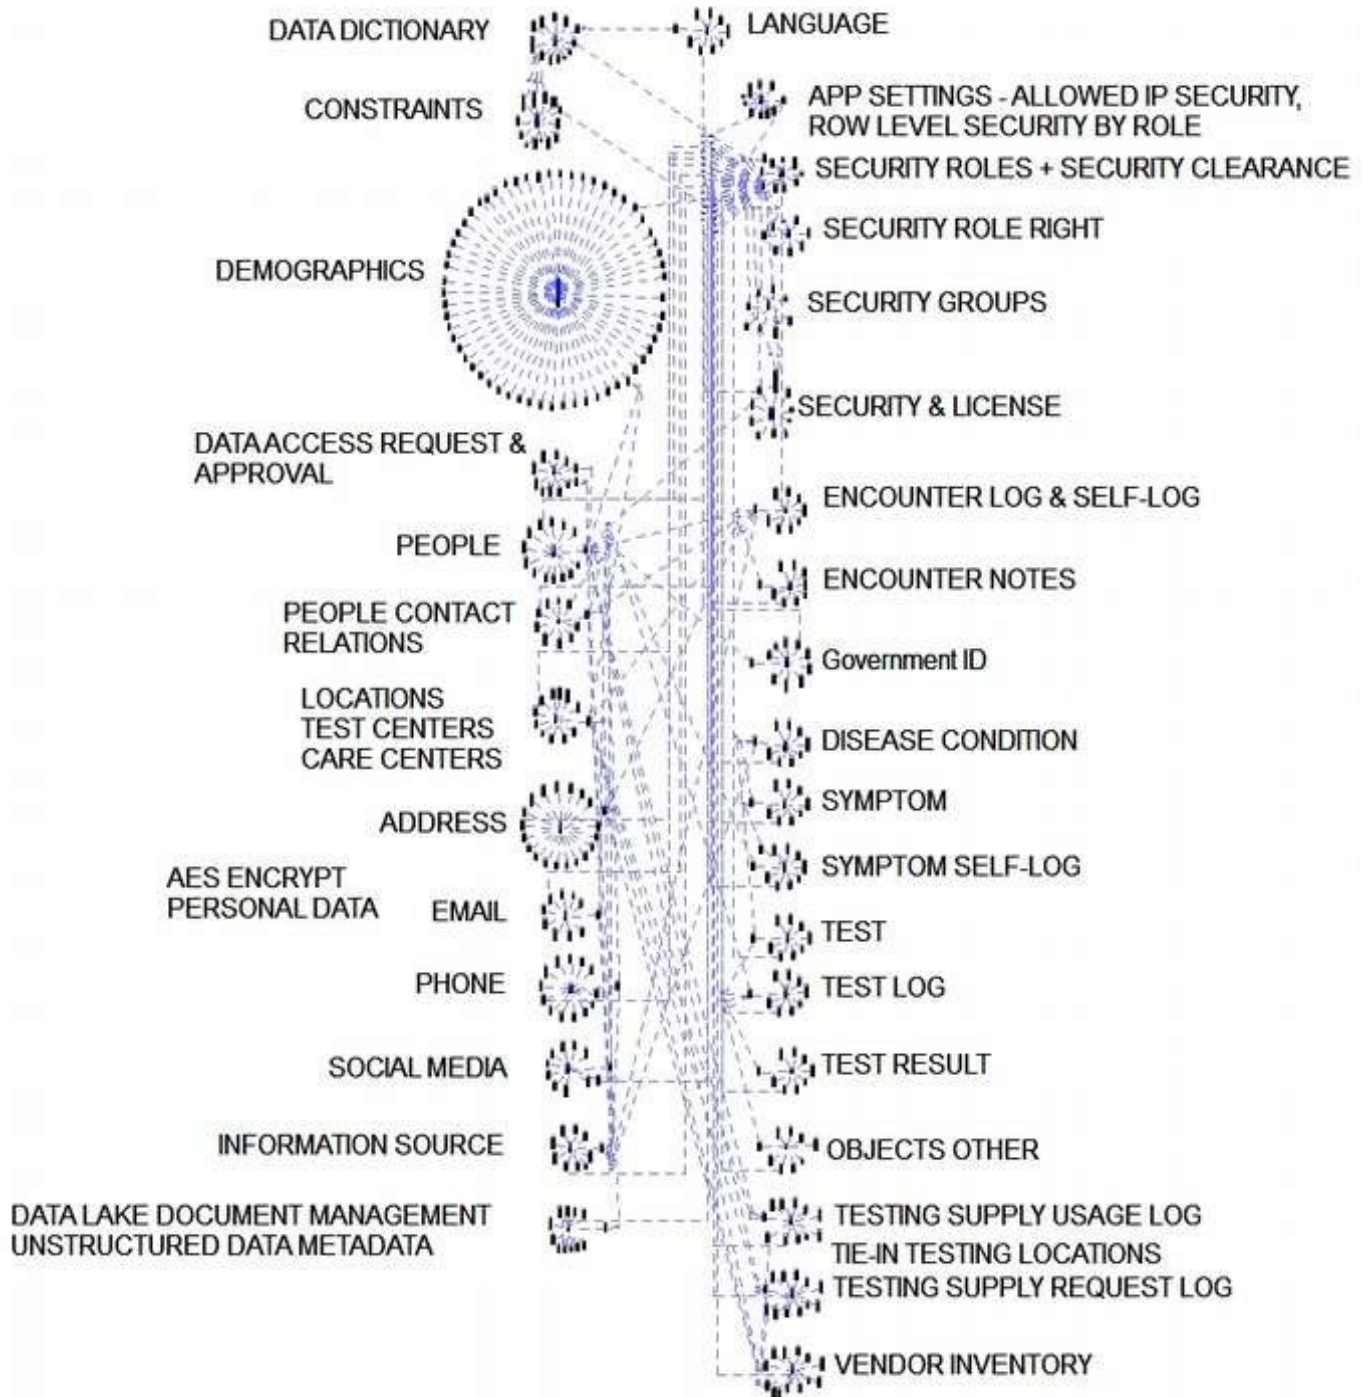 DATA DICTIONARY
LANGUAGE
CONSTRAINTS
APP SETTINGS - ALLOWED IP SECURITY,
ROW LEVEL SECURITY BY ROLE
SECURITY ROLES + SECURITY CLEARANCE
SECURITY ROLE RIGHT
DEMOGRAPHICS
SECURITY GROUPS
SECURITY & LICENSE
DATA ACCESS REQUEST &
APPROVAL
ENCOUNTER LOG & SELF-LOG
PEOPLE
ENCOUNTER NOTES
PEOPLE CONTACT
RELATIONS
Government ID
LOCATIONS
TEST CENTERS
CARE CENTERS
DISEASE CONDITION
SYMPTOM
ADDRESS
SYMPTOM SELF-LOG
AES ENCRYPT
PERSONAL DATA
EMAIL
TEST
PHONE
TEST LOG
SOCIAL MEDIA
TEST RESULT
INFORMATION SOURCE
OBJECTS OTHER
DATA LAKE DOCUMENT MANAGEMENT
UNSTRUCTURED DATA METADATA
TESTING SUPPLY USAGE LOG
TIE-IN TESTING LOCATIONS
TESTING SUPPLY REQUEST LOG
VENDOR INVENTORY